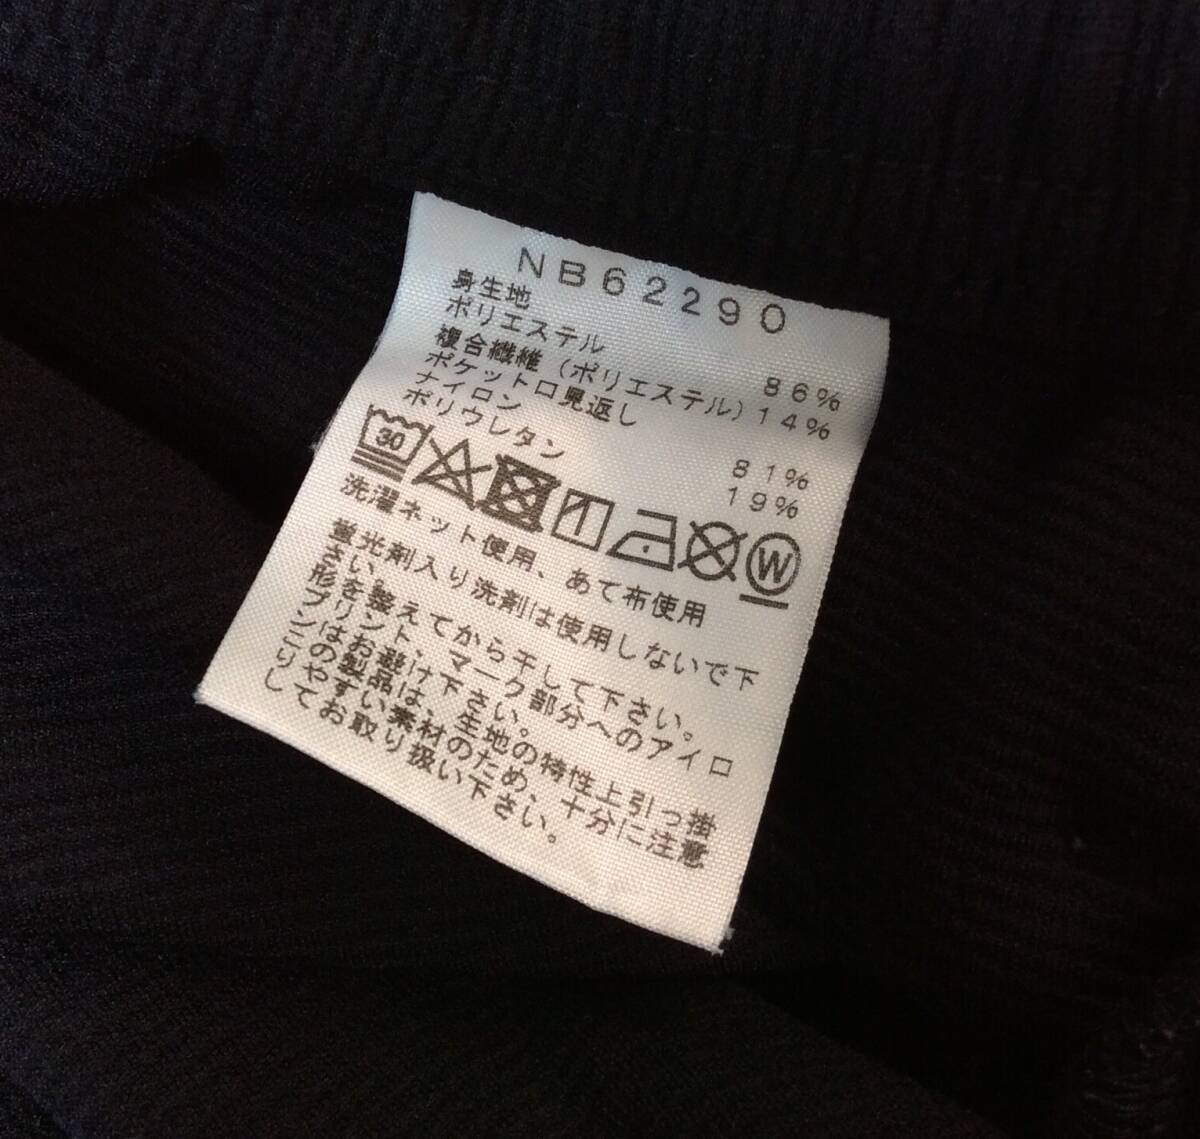 NB62290
身生地
ポリエステル 86%
複合繊維(ポリエステル)14%
ポケット口見返し
ナイロン 81%
ポリウレタン 19%
30
W
洗濯ネット使用、あて布使用
蛍光剤入り洗剤は使用しないで下
さい。
形を整えてから干して下さい。
プリント、マーク部分へのアイロ
ンはお避け下さい。
この製品は、生地の特性上引っ掛
りやすい素材のため、十分に注意
してお取り扱い下さい。